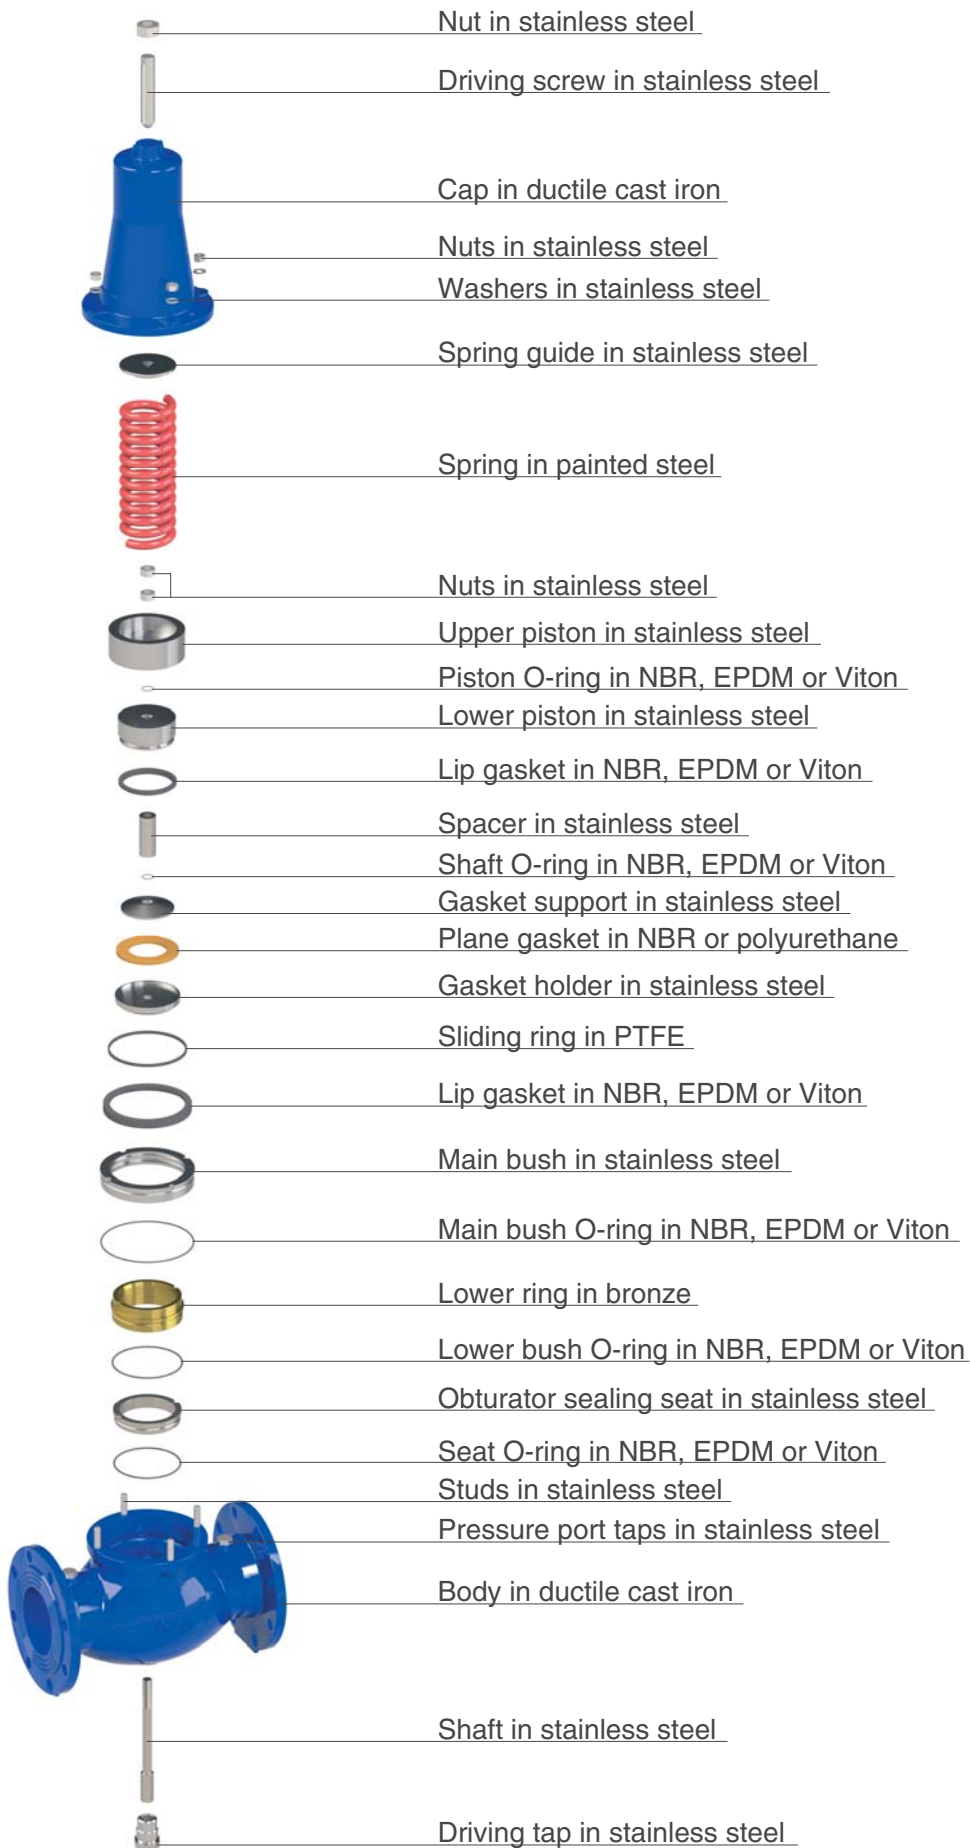 Nut in stainless steel
Driving screw in stainless steel
Cap in ductile cast iron
Nuts in stainless steel
Washers in stainless steel
Spring guide in stainless steel
Spring in painted steel
Nuts in stainless steel
Upper piston in stainless steel
Piston O-ring in NBR, EPDM or Viton
Lower piston in stainless steel
Lip gasket in NBR, EPDM or Viton
Spacer in stainless steel
Shaft O-ring in NBR, EPDM or Viton
Gasket support in stainless steel
Plane gasket in NBR or polyurethane
Gasket holder in stainless steel
Sliding ring in PTFE
Lip gasket in NBR, EPDM or Viton
Main bush in stainless steel
Main bush O-ring in NBR, EPDM or Viton
Lower ring in bronze
Lower bush O-ring in NBR, EPDM or Viton
Obturator sealing seat in stainless steel
Seat O-ring in NBR, EPDM or Viton
Studs in stainless steel
Pressure port taps in stainless steel
Body in ductile cast iron
Shaft in stainless steel
Driving tap in stainless steel